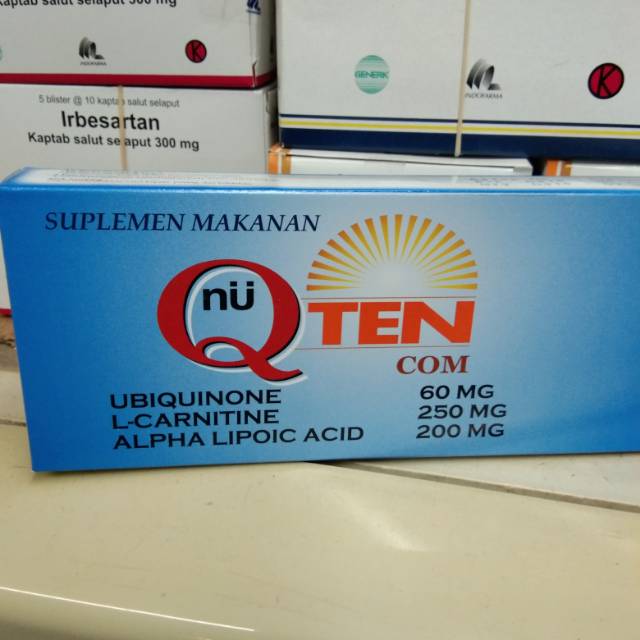 Kaptab salut selaput 300 mg
INDOFARMA
K
5 blister @ 10 kaptab salut selaput
Irbesartan
Kaptab salut selaput 300 mg
GENERIK
INDOFARMA
K
SUPLEMEN MAKANAN
nü
Q TEN
COM
UBIQUINONE 60 MG
L-CARNITINE 250 MG
ALPHA LIPOIC ACID 200 MG